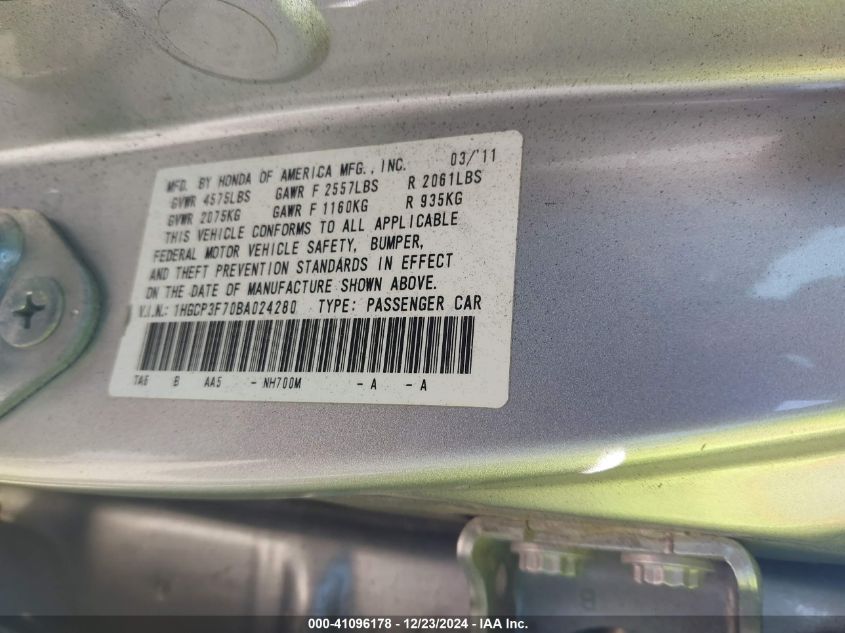 MFD. BY HONDA OF AMERICA MFG., INC. 03/'11
GVWR 4575LBS GAWR F 2557LBS R 2061LBS
GVWR 2075KG GAWR F 1160KG R 935KG
THIS VEHICLE CONFORMS TO ALL APPLICABLE
FEDERAL MOTOR VEHICLE SAFETY, BUMPER,
AND THEFT PREVENTION STANDARDS IN EFFECT
ON THE DATE OF MANUFACTURE SHOWN ABOVE.
V.I.N.: 1HGCP3F70BA024280 TYPE: PASSENGER CAR
TA6 B AA5 - NH700M - A - A
000-41096178 - 12/23/2024 - IAA Inc.